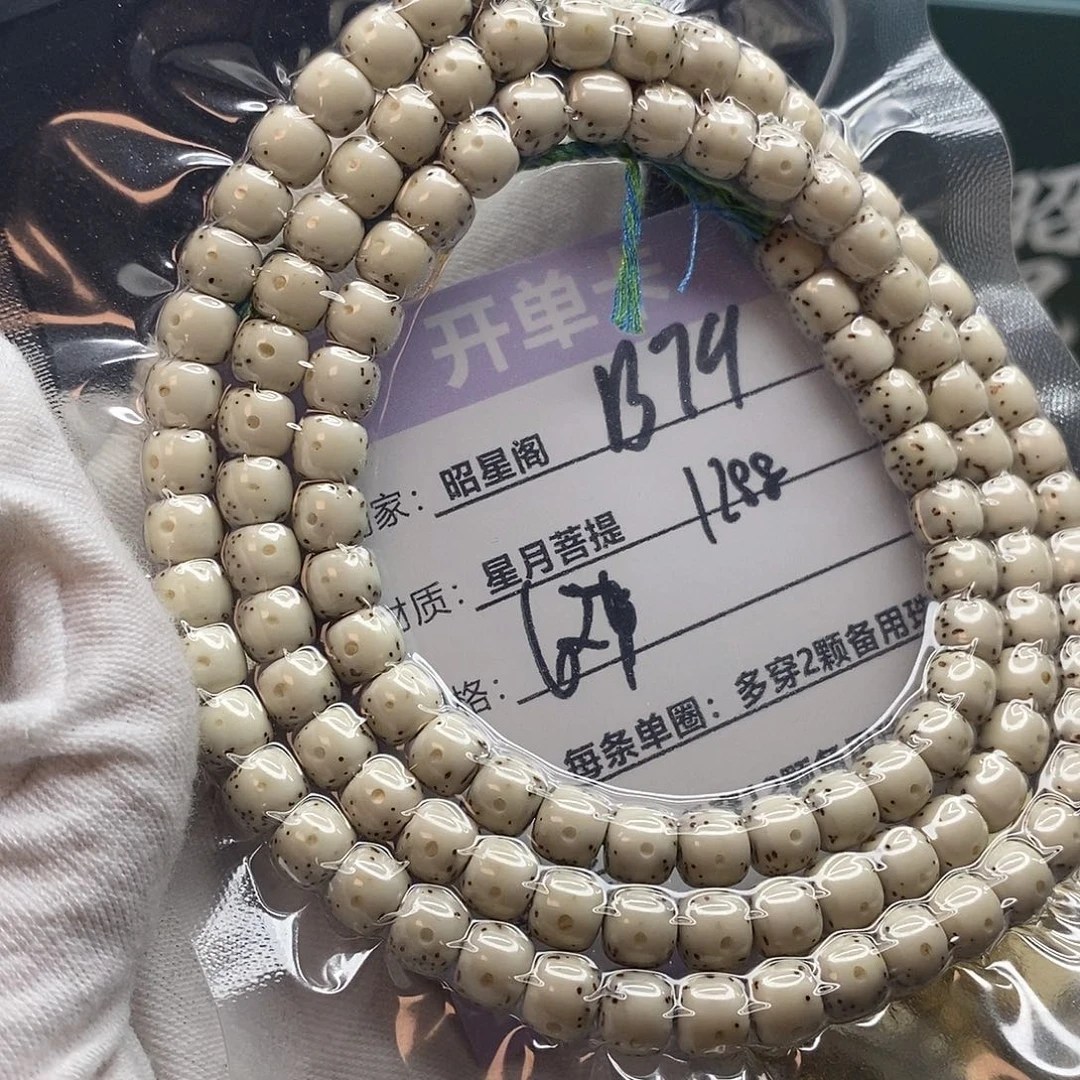 开单卡
B74
家：昭星阁
1288
材质：星月菩提
格：
每条单圈：多穿2颗备用珠
昭